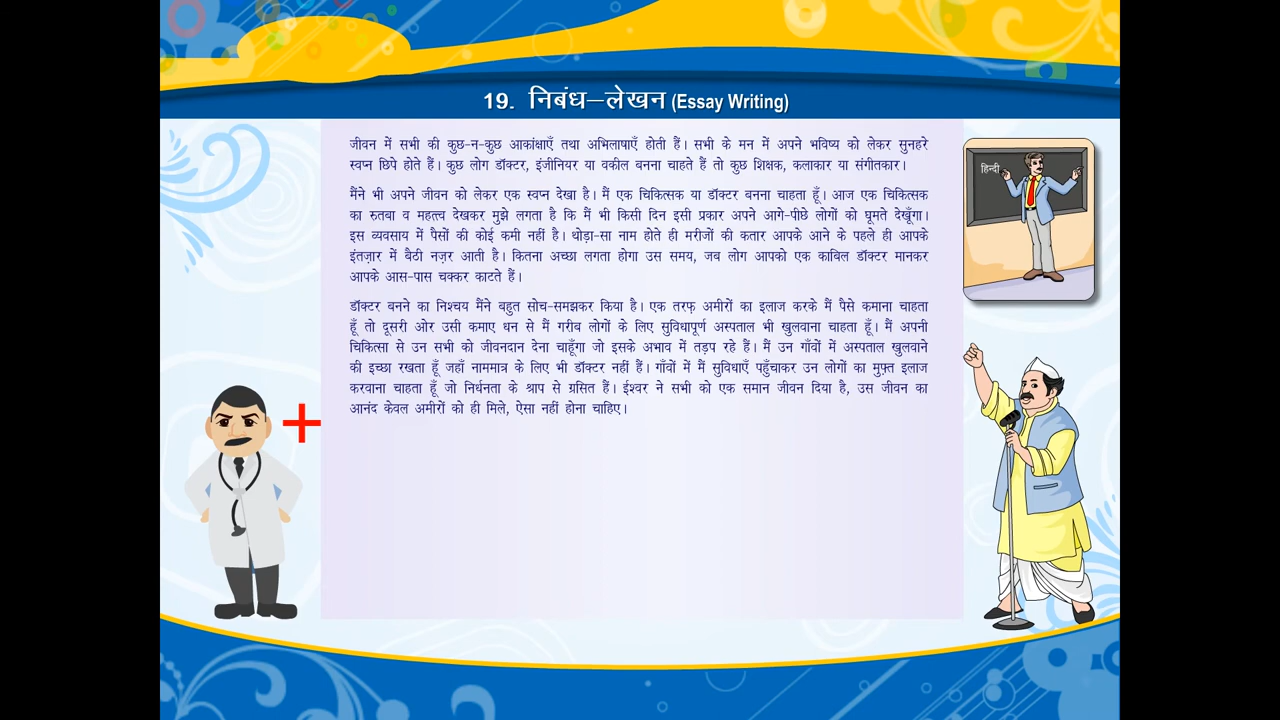 19. निबंध–लेखन (Essay Writing)
जीवन में सभी की कुछ-न-कुछ आकांक्षाएँ तथा अभिलाषाएँ होती हैं। सभी के मन में अपने भविष्य को लेकर सुनहरे
स्वप्न छिपे होते हैं। कुछ लोग डॉक्टर, इंजीनियर या वकील बनना चाहते हैं तो कुछ शिक्षक, कलाकार या संगीतकार।
मैंने भी अपने जीवन को लेकर एक स्वप्न देखा है। मैं एक चिकित्सक या डॉक्टर बनना चाहता हूँ। आज एक चिकित्सक
का रुतबा व महत्त्व देखकर मुझे लगता है कि मैं भी किसी दिन इसी प्रकार अपने आगे-पीछे लोगों को घूमते देखूँगा।
इस व्यवसाय में पैसों की कोई कमी नहीं है। थोड़ा-सा नाम होते ही मरीजों की कतार आपके आने के पहले ही आपके
इंतज़ार में बैठी नज़र आती है। कितना अच्छा लगता होगा उस समय, जब लोग आपको एक काबिल डॉक्टर मानकर
आपके आस-पास चक्कर काटते हैं।
डॉक्टर बनने का निश्चय मैंने बहुत सोच-समझकर किया है। एक तरफ़ अमीरों का इलाज करके मैं पैसे कमाना चाहता
हूँ तो दूसरी ओर उसी कमाए धन से मैं गरीब लोगों के लिए सुविधापूर्ण अस्पताल भी खुलवाना चाहता हूँ। मैं अपनी
चिकित्सा से उन सभी को जीवनदान देना चाहूँगा जो इसके अभाव में तड़प रहे हैं। मैं उन गाँवों में अस्पताल खुलवाने
की इच्छा रखता हूँ जहाँ नाममात्र के लिए भी डॉक्टर नहीं हैं। गाँवों में मैं सुविधाएँ पहुँचाकर उन लोगों का मुफ़्त इलाज
करवाना चाहता हूँ जो निर्धनता के श्राप से ग्रसित हैं। ईश्वर ने सभी को एक समान जीवन दिया है, उस जीवन का
आनंद केवल अमीरों को ही मिले, ऐसा नहीं होना चाहिए।
हिन्दी